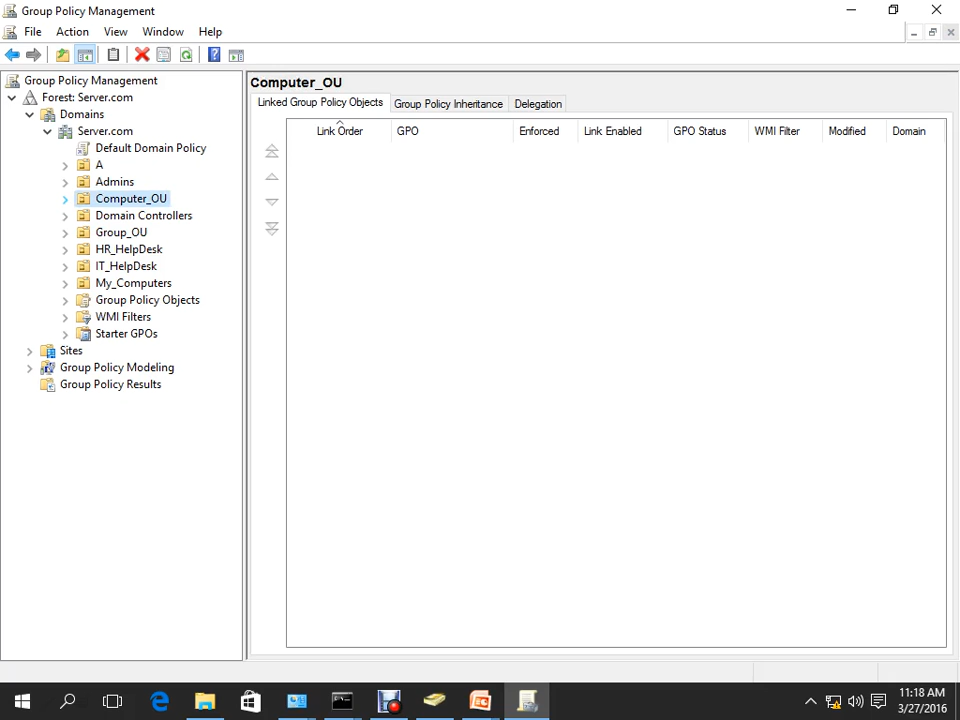 Group Policy Management
File Action View Window Help
Group Policy Management
Forest: Server.com
Domains
Server.com
Default Domain Policy
A
Admins
Computer_OU
Domain Controllers
Group_OU
HR_HelpDesk
IT_HelpDesk
My_Computers
Group Policy Objects
WMI Filters
Starter GPOs
Sites
Group Policy Modeling
Group Policy Results
Computer_OU
Linked Group Policy Objects Group Policy Inheritance Delegation
Link Order GPO Enforced Link Enabled GPO Status WMI Filter Modified Domain
11:18 AM
3/27/2016